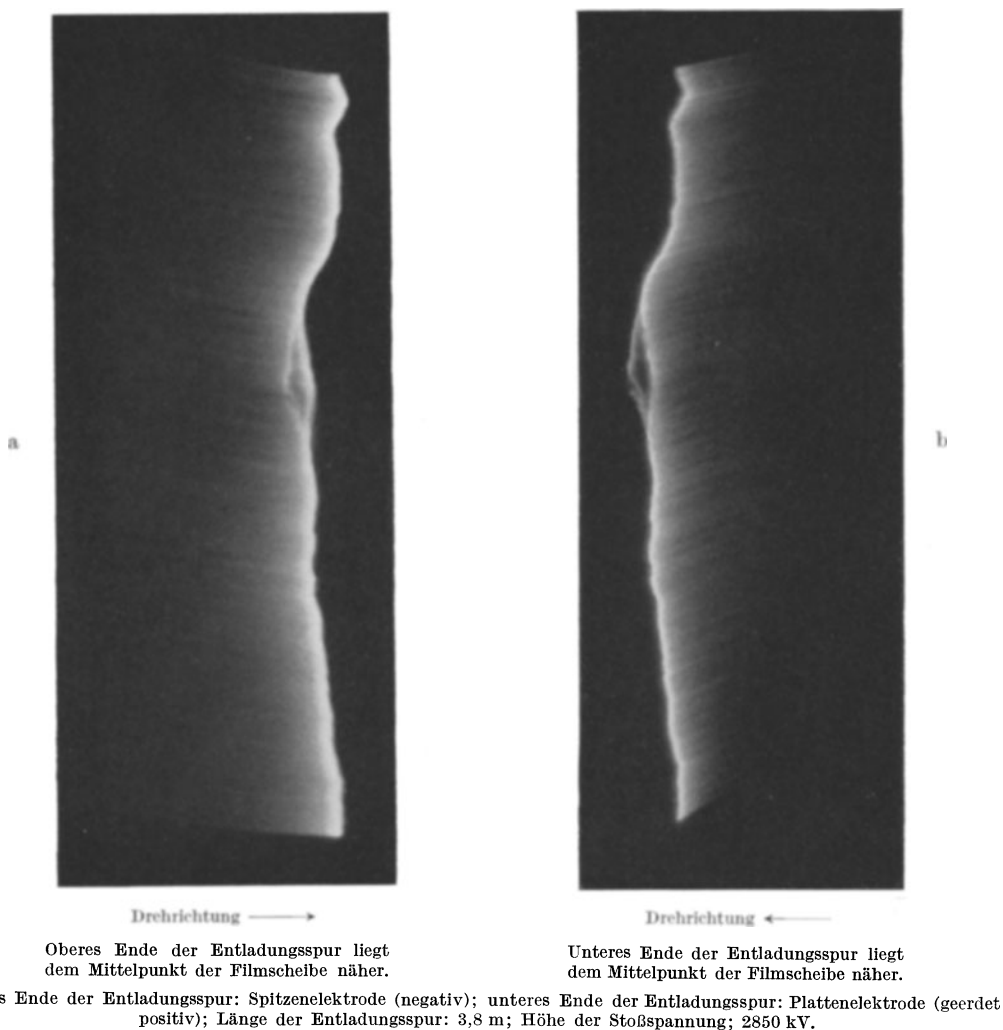 a
b
Drehrichtung
Drehrichtung
Oberes Ende der Entladungsspur liegt
dem Mittelpunkt der Filmscheibe näher.
Unteres Ende der Entladungsspur liegt
dem Mittelpunkt der Filmscheibe näher.
Ende der Entladungsspur: Spitzenelektrode (negativ); unteres Ende der Entladungsspur: Plattenelektrode (geerdet
positiv); Länge der Entladungsspur: 3,8 m; Höhe der Stoßspannung; 2850 kV.